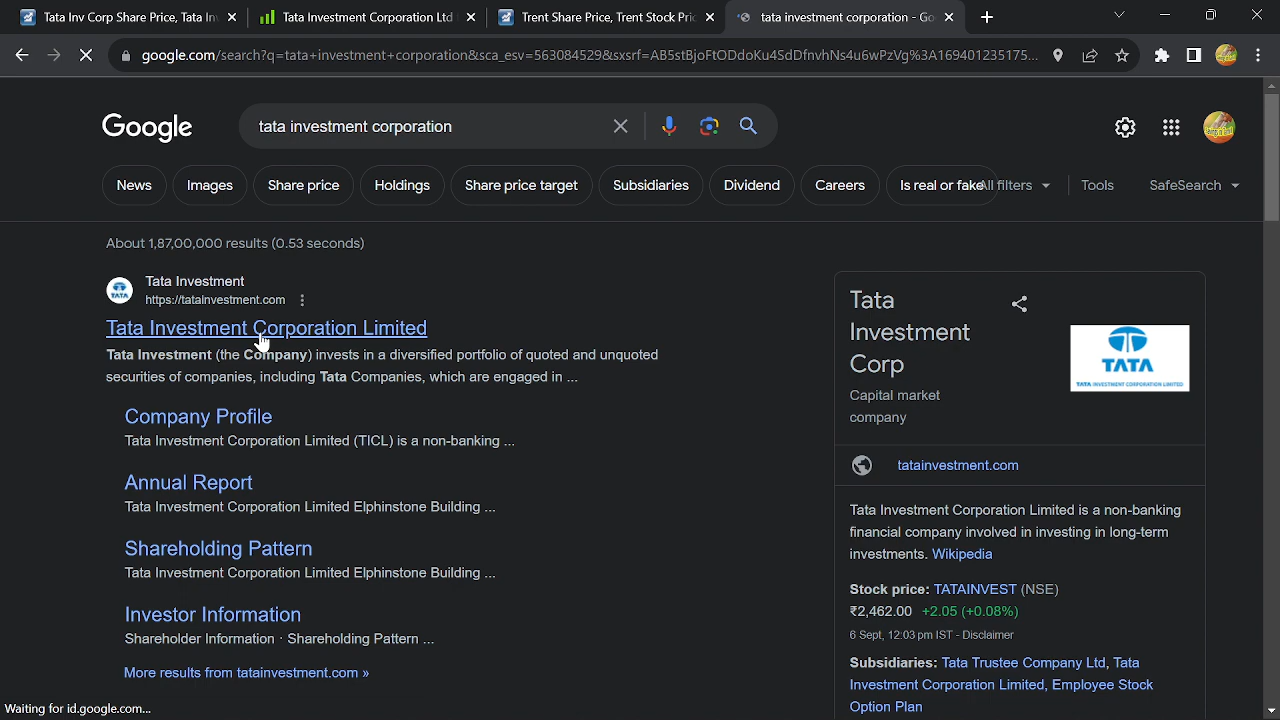 Tata Inv Corp Share Price, Tata In
Tata Investment Corporation Ltd
Trent Share Price, Trent Stock Pric
tata investment corporation - Go
google.com/search?q=tata+investment+corporation&sca_esv=563084529&sxsrf=AB5stBjoFtODdoKu4SdDfnvhNs4u6wPzVg%3A169401235175...
Google
tata investment corporation
News
Images
Share price
Holdings
Share price target
Subsidiaries
Dividend
Careers
Is real or fake
All filters
Tools
SafeSearch
About 1,87,00,000 results (0.53 seconds)
Tata Investment
https://tatainvestment.com
Tata Investment Corporation Limited
Tata Investment (the Company) invests in a diversified portfolio of quoted and unquoted
securities of companies, including Tata Companies, which are engaged in ...
Company Profile
Tata Investment Corporation Limited (TICL) is a non-banking ...
Annual Report
Tata Investment Corporation Limited Elphinstone Building ...
Shareholding Pattern
Tata Investment Corporation Limited Elphinstone Building ...
Investor Information
Shareholder Information · Shareholding Pattern ...
More results from tatainvestment.com »
Tata
Investment
Corp
Capital market
company
TATA
TATA INVESTMENT CORPORATION LIMITED
tatainvestment.com
Tata Investment Corporation Limited is a non-banking
financial company involved in investing in long-term
investments. Wikipedia
Stock price: TATAINVEST (NSE)
₹2,462.00 +2.05 (+0.08%)
6 Sept, 12:03 pm IST - Disclaimer
Subsidiaries: Tata Trustee Company Ltd, Tata
Investment Corporation Limited, Employee Stock
Option Plan
Waiting for id.google.com...